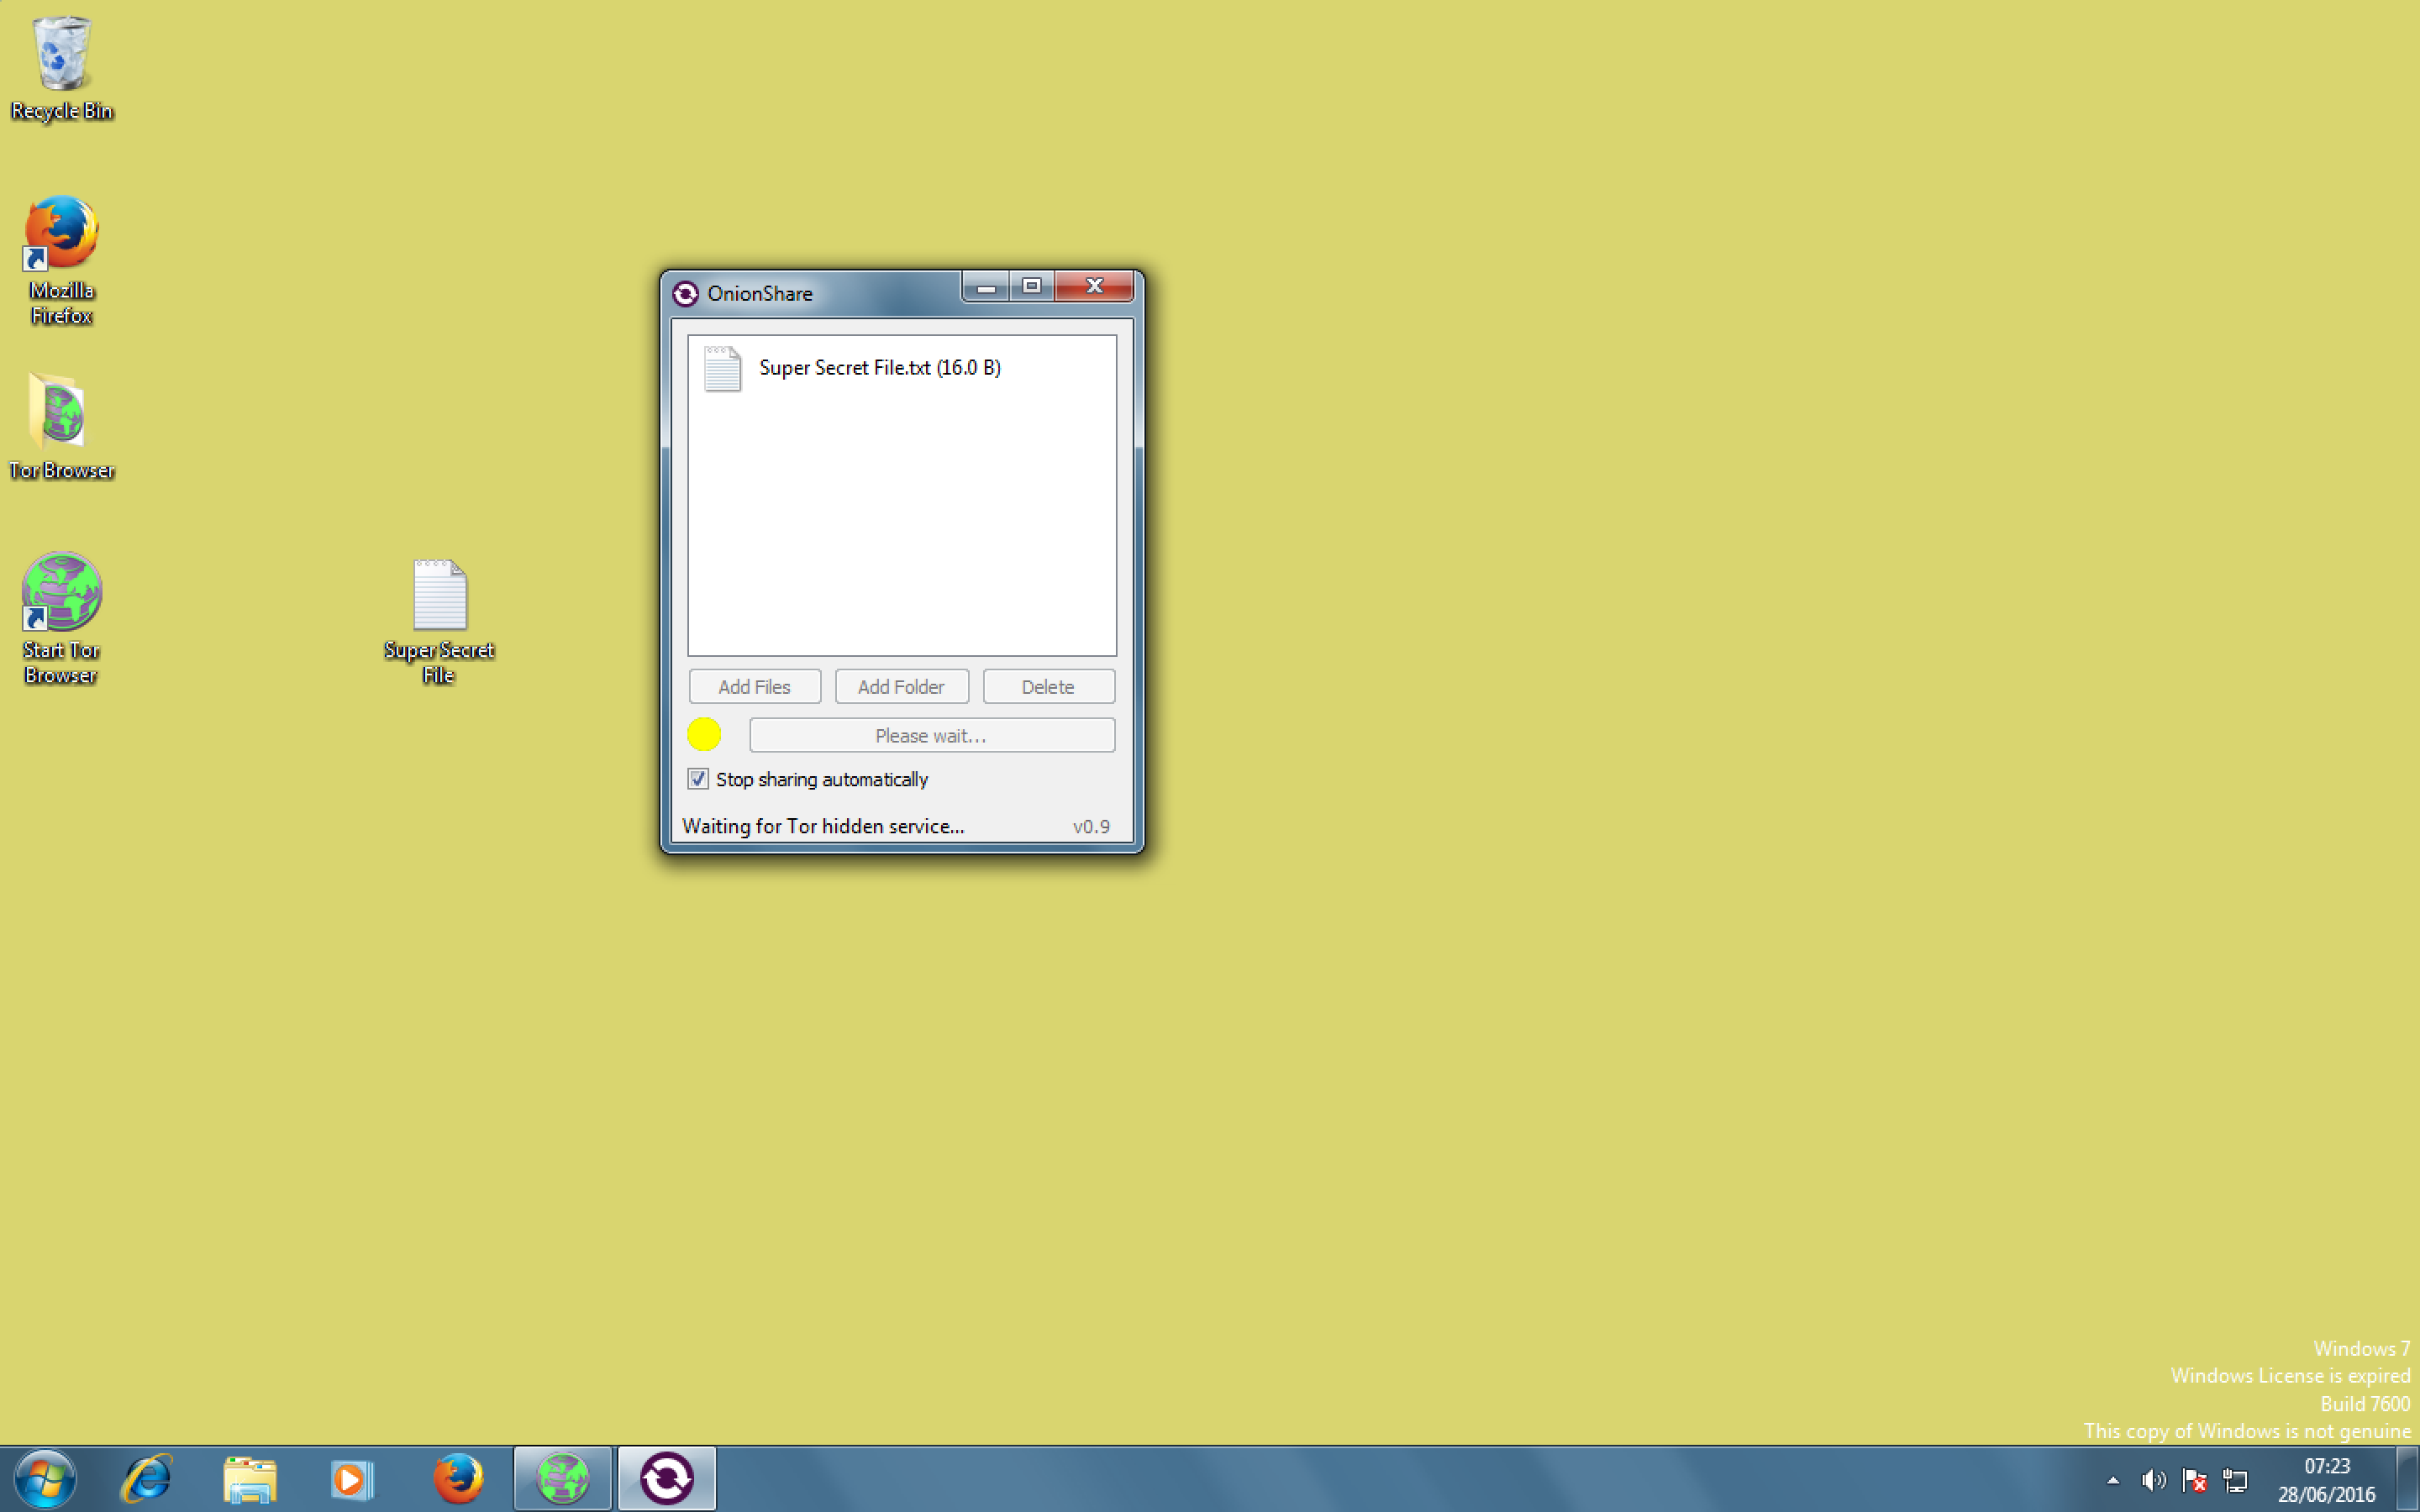 Recycle Bin
Mozilla
Firefox
Tor Browser
Start Tor
Browser
Super Secret
File
OnionShare
Super Secret File.txt (16.0 B)
Add Files
Add Folder
Delete
Please wait...
Stop sharing automatically
Waiting for Tor hidden service...
v0.9
Windows 7
Windows License is expired
Build 7600
This copy of Windows is not genuine
07:23
28/06/2016